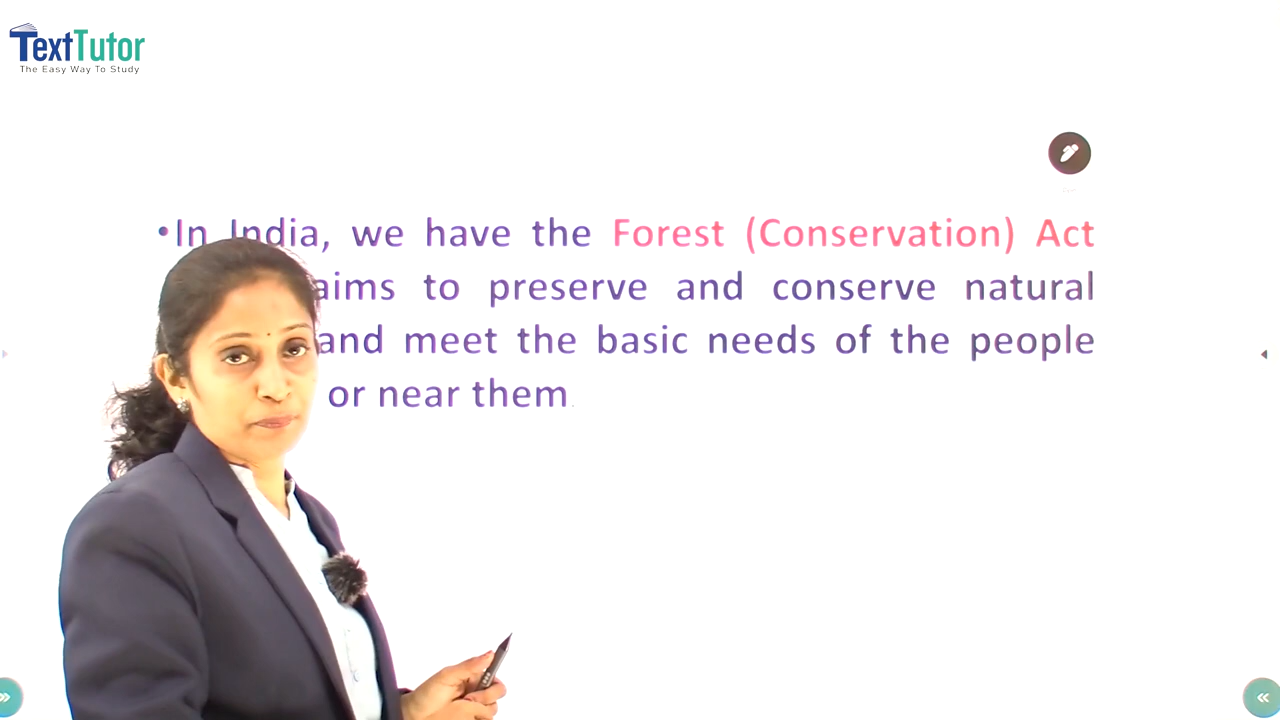 TextTutor
The Easy Way To Study
•In India, we have the Forest (Conservation) Act
aims to preserve and conserve natural
and meet the basic needs of the people
or near them